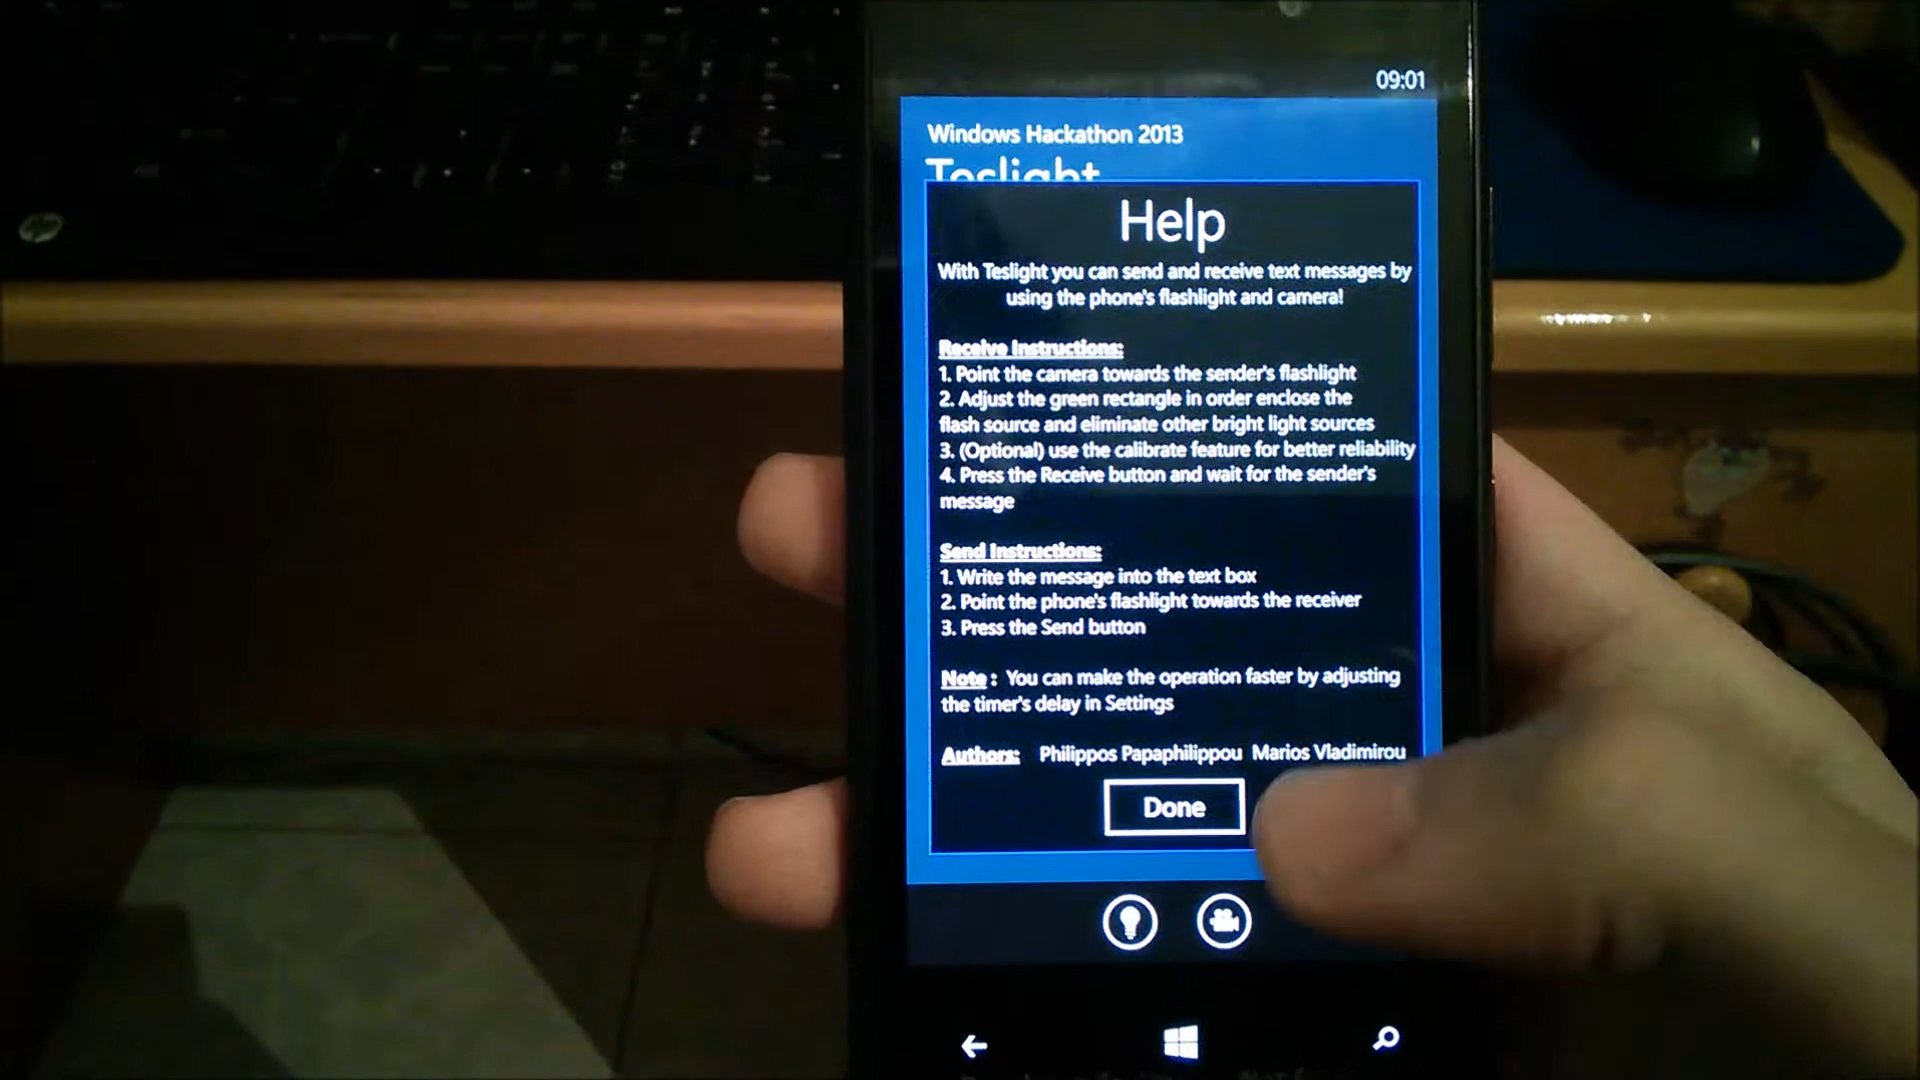 09:01
Windows Hackathon 2013
Teslight
Help
With Teslight you can send and receive text messages by
using the phone's flashlight and camera!
Receive Instructions:
1. Point the camera towards the sender's flashlight
2. Adjust the green rectangle in order enclose the
flash source and eliminate other bright light sources
3. (Optional) use the calibrate feature for better reliability
4. Press the Receive button and wait for the sender's
message
Send Instructions:
1. Write the message into the text box
2. Point the phone's flashlight towards the receiver
3. Press the Send button
Note : You can make the operation faster by adjusting
the timer's delay in Settings
Authors: Philippos Papaphilippou Marios Vladimirou
Done
hp